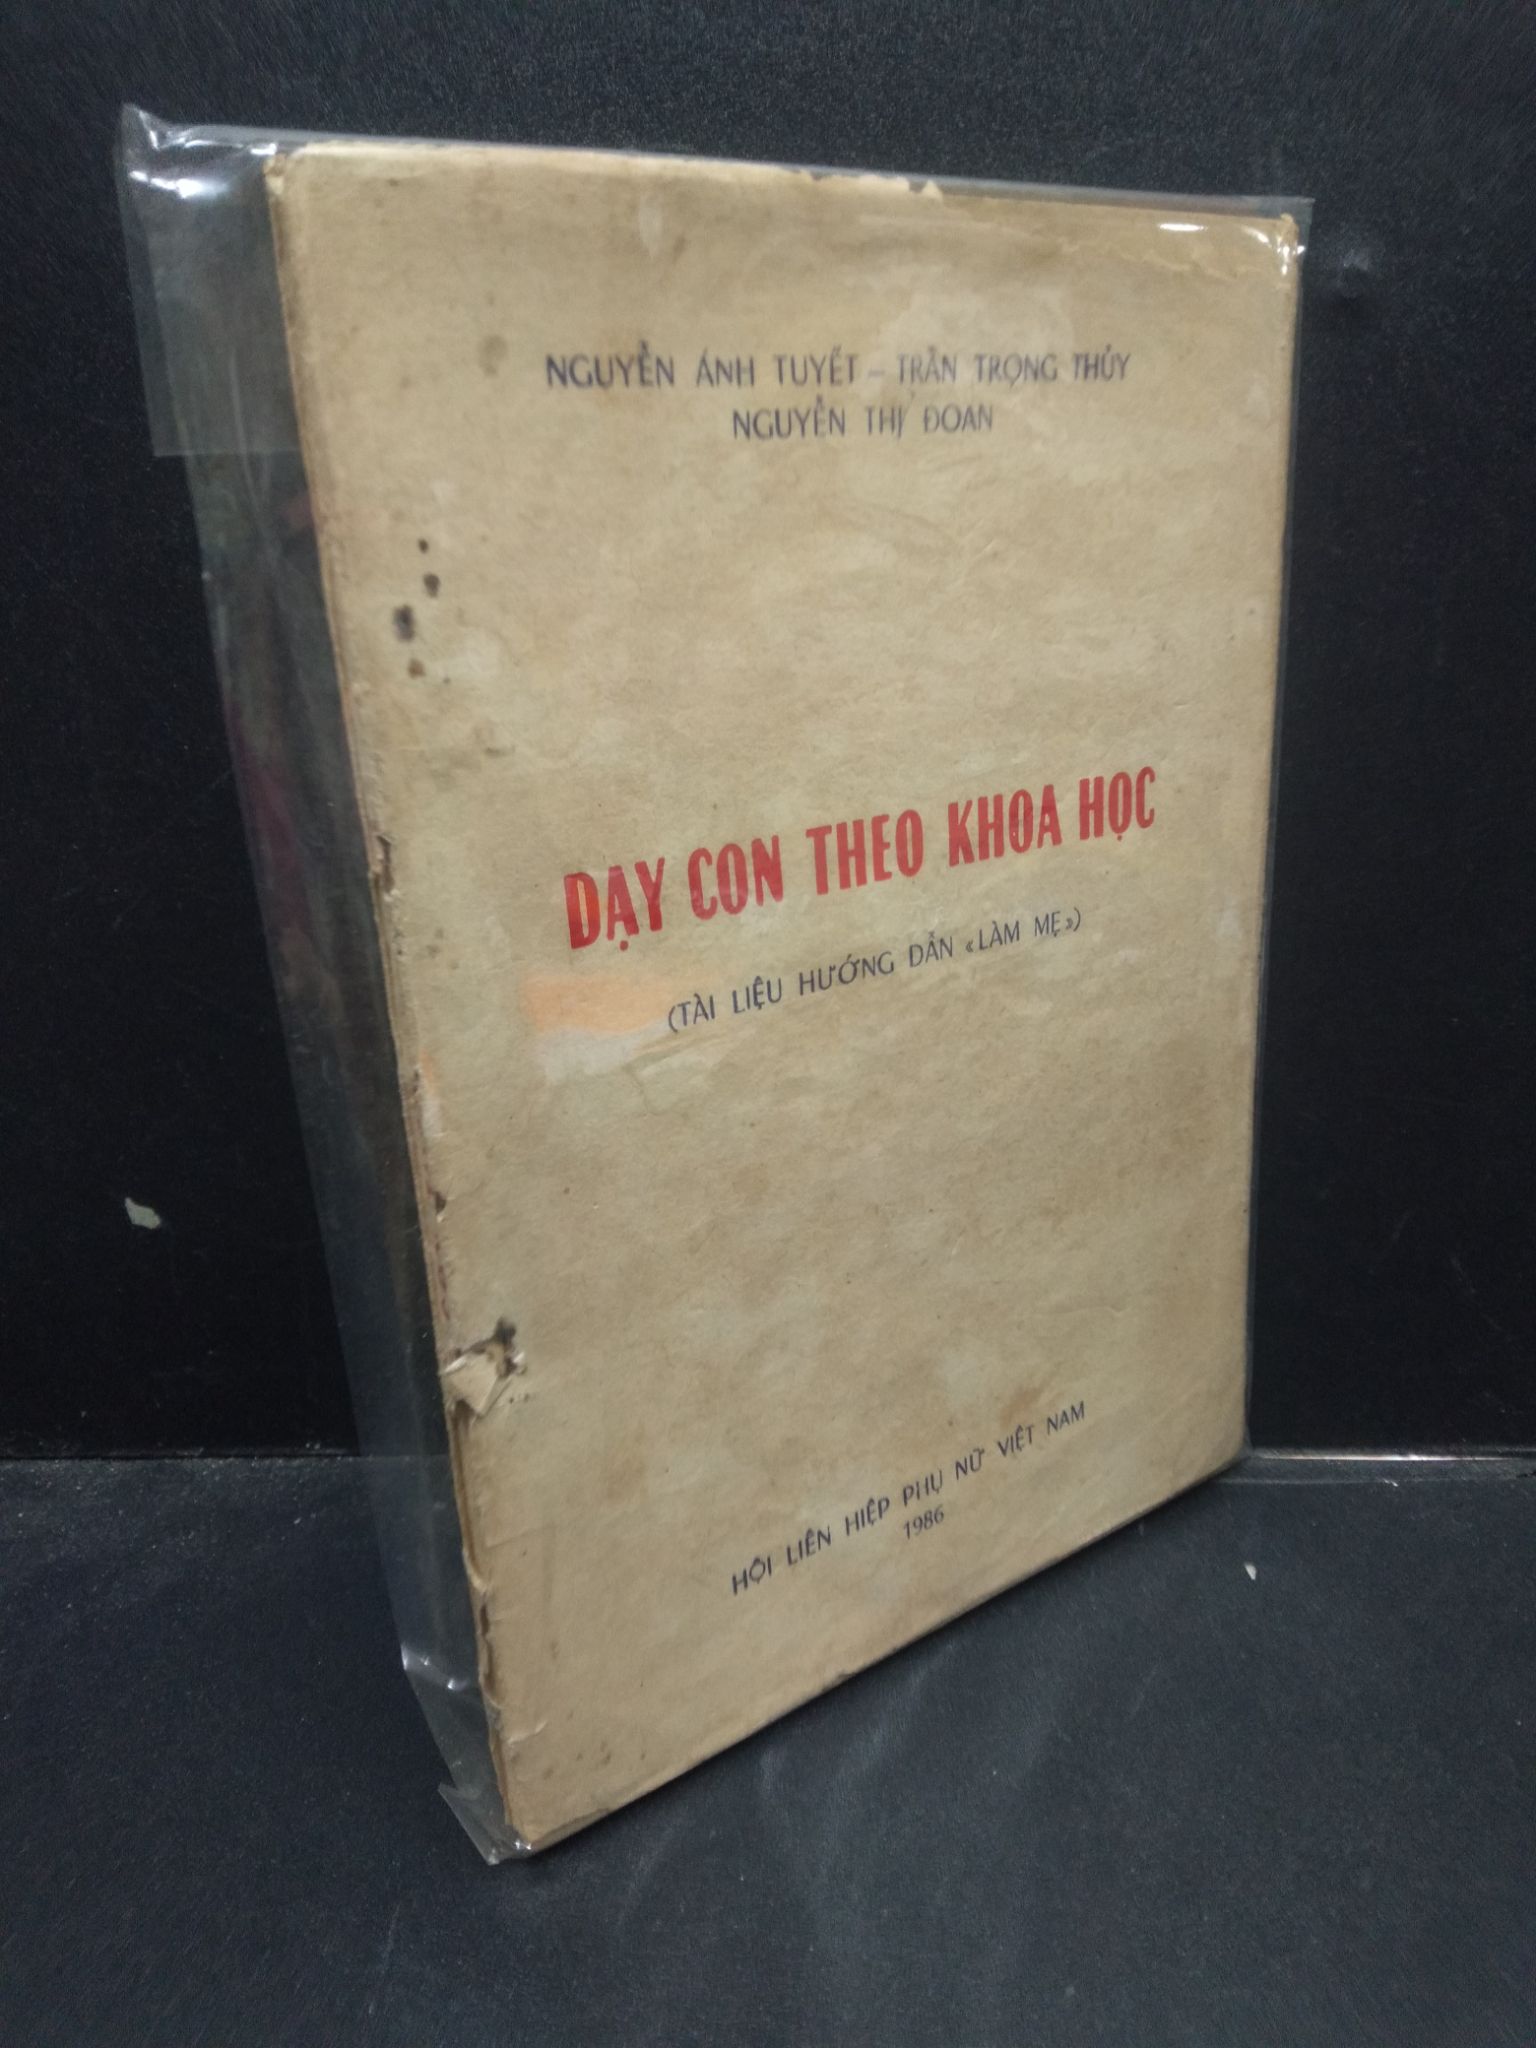 NGUYỄN ÁNH TUYẾT – TRẦN TRỌNG THỦY
NGUYỄN THỊ ĐOAN
DẠY CON THEO KHOA HỌC
(TÀI LIỆU HƯỚNG DẪN «LÀM MẸ»)
HỘI LIÊN HIỆP PHỤ NỮ VIỆT NAM
1986